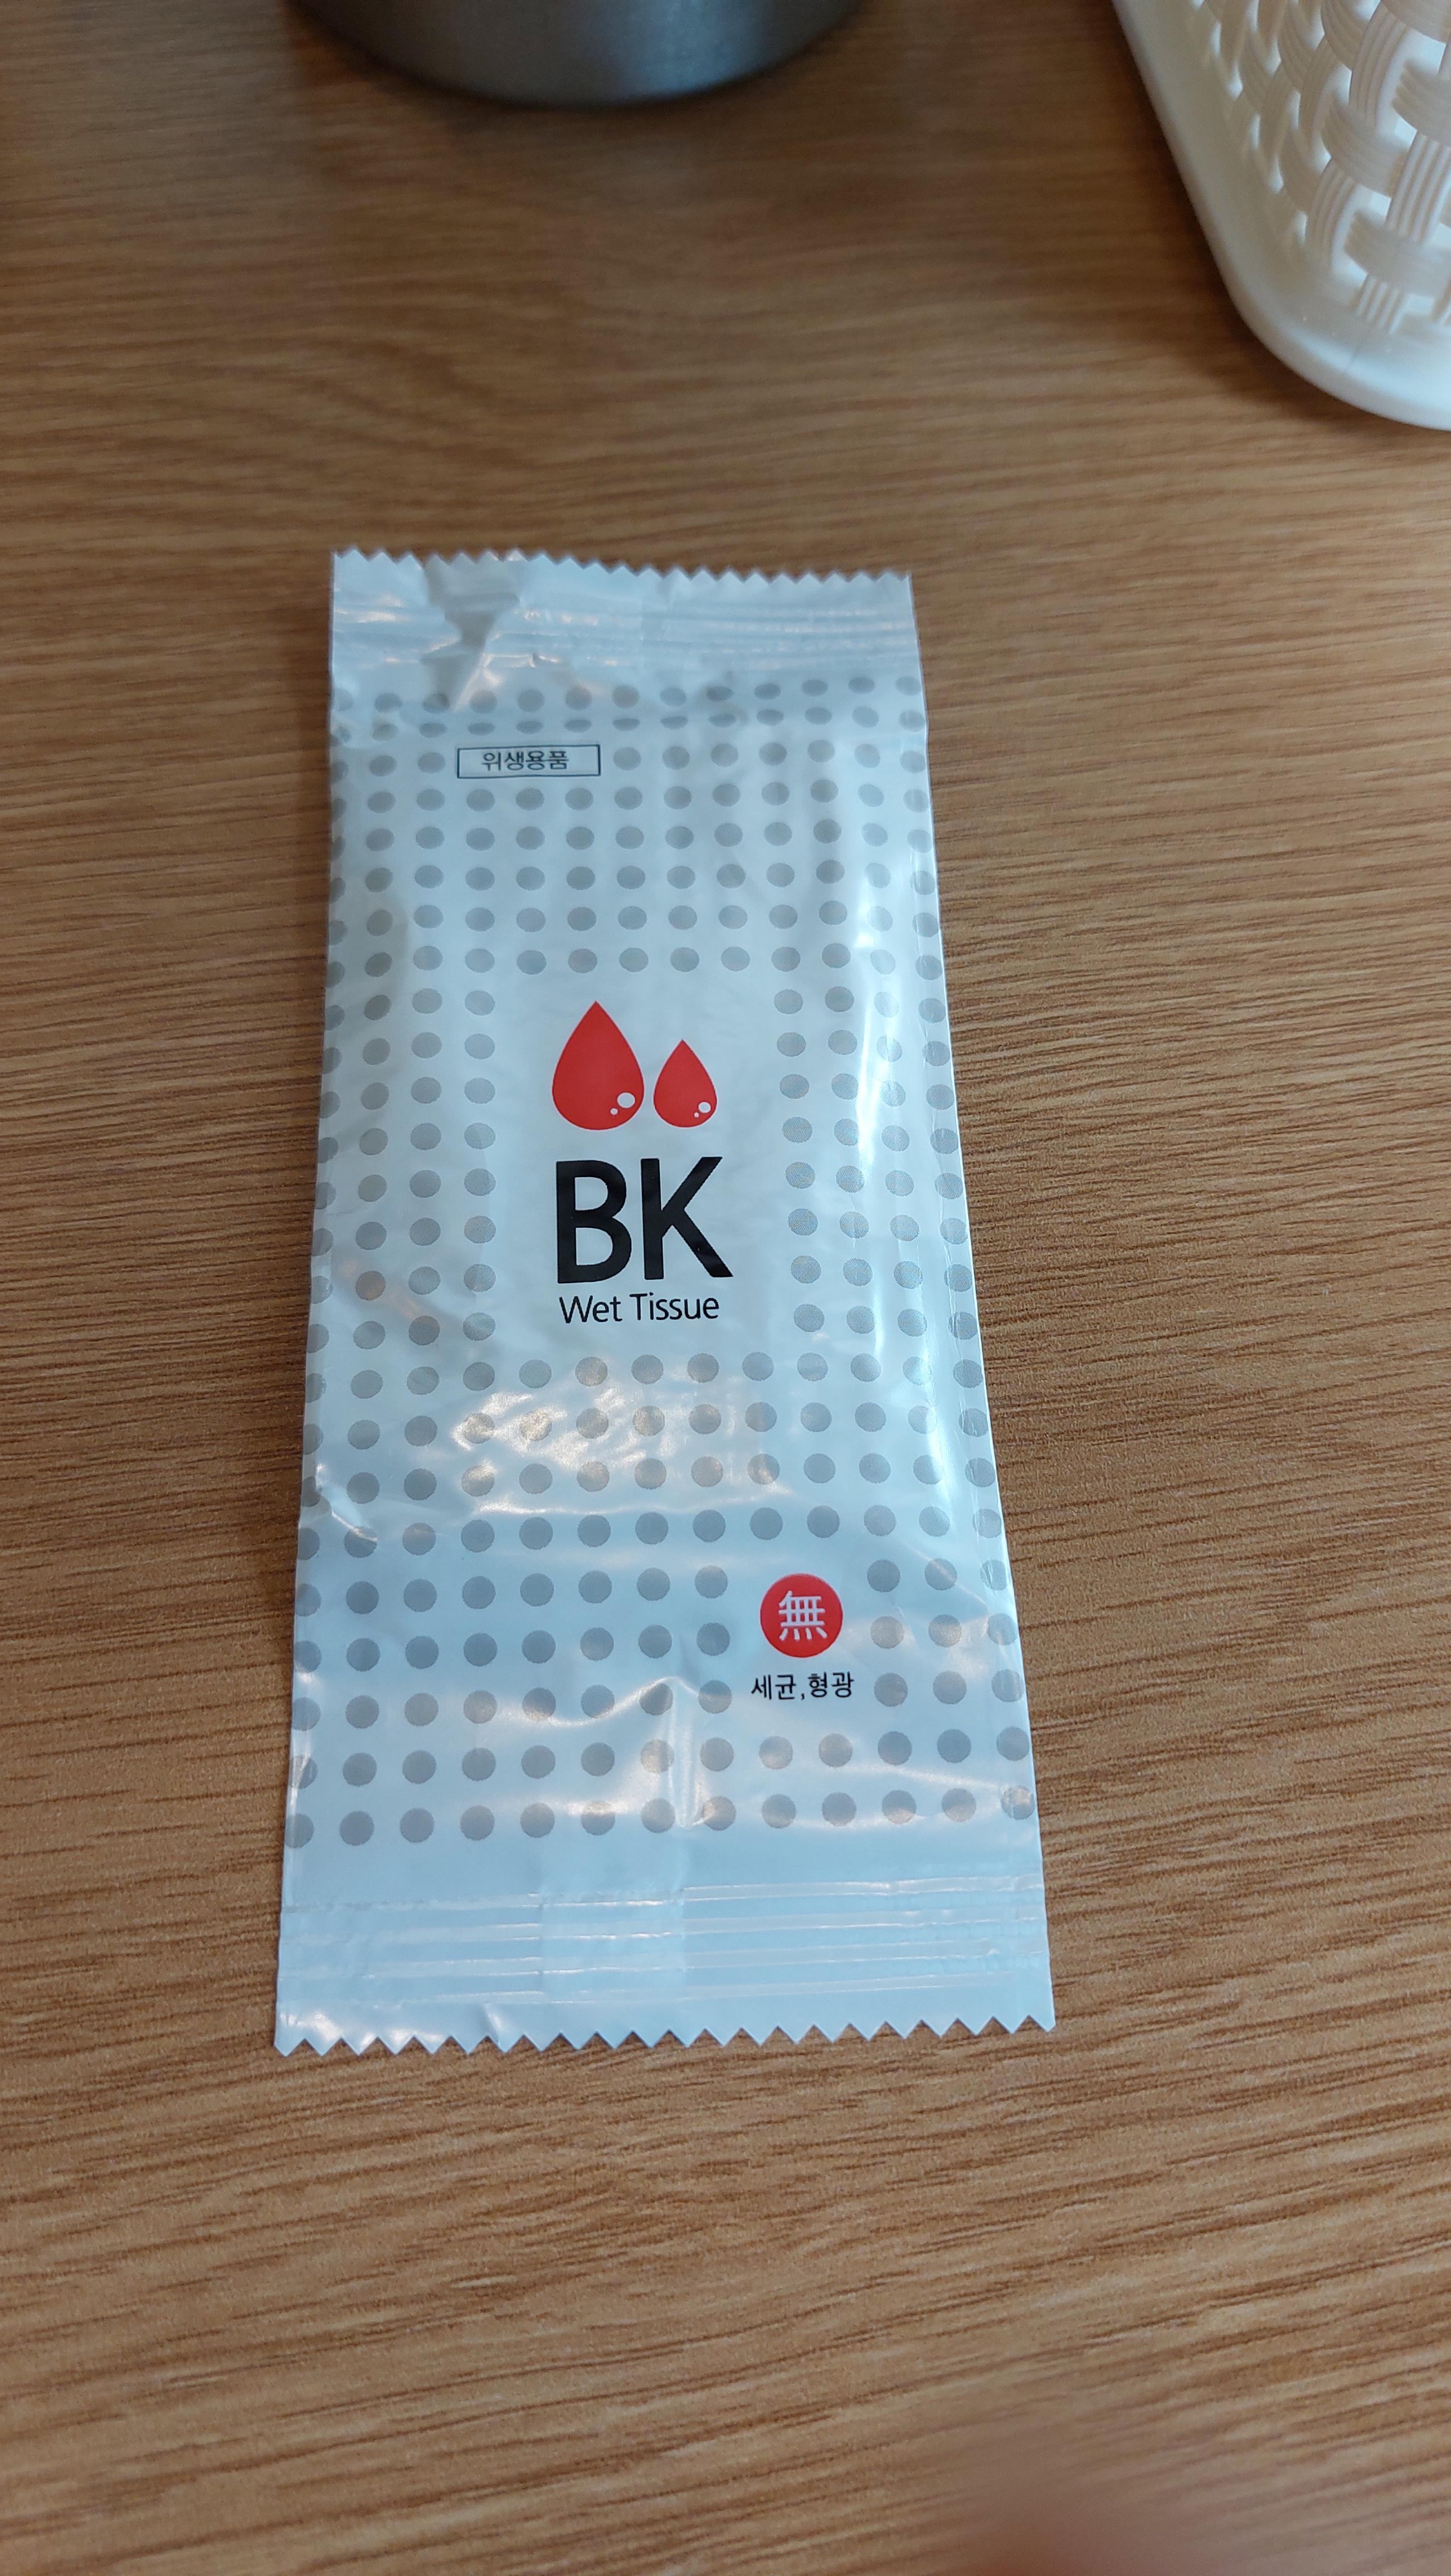 위생용품
BK
Wet Tissue
無
세균,형광